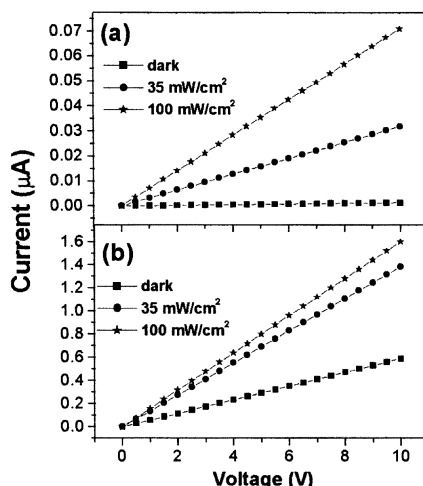 (a)
dark
35 mW/cm²
100 mW/cm²
0.07
0.06
0.05
0.04
0.03
0.02
0.01
0.00
Current (μA)
(b)
dark
35 mW/cm²
100 mW/cm²
1.6
1.4
1.2
1.0
0.8
0.6
0.4
0.2
0.0
0 2 4 6 8 10
Voltage (V)